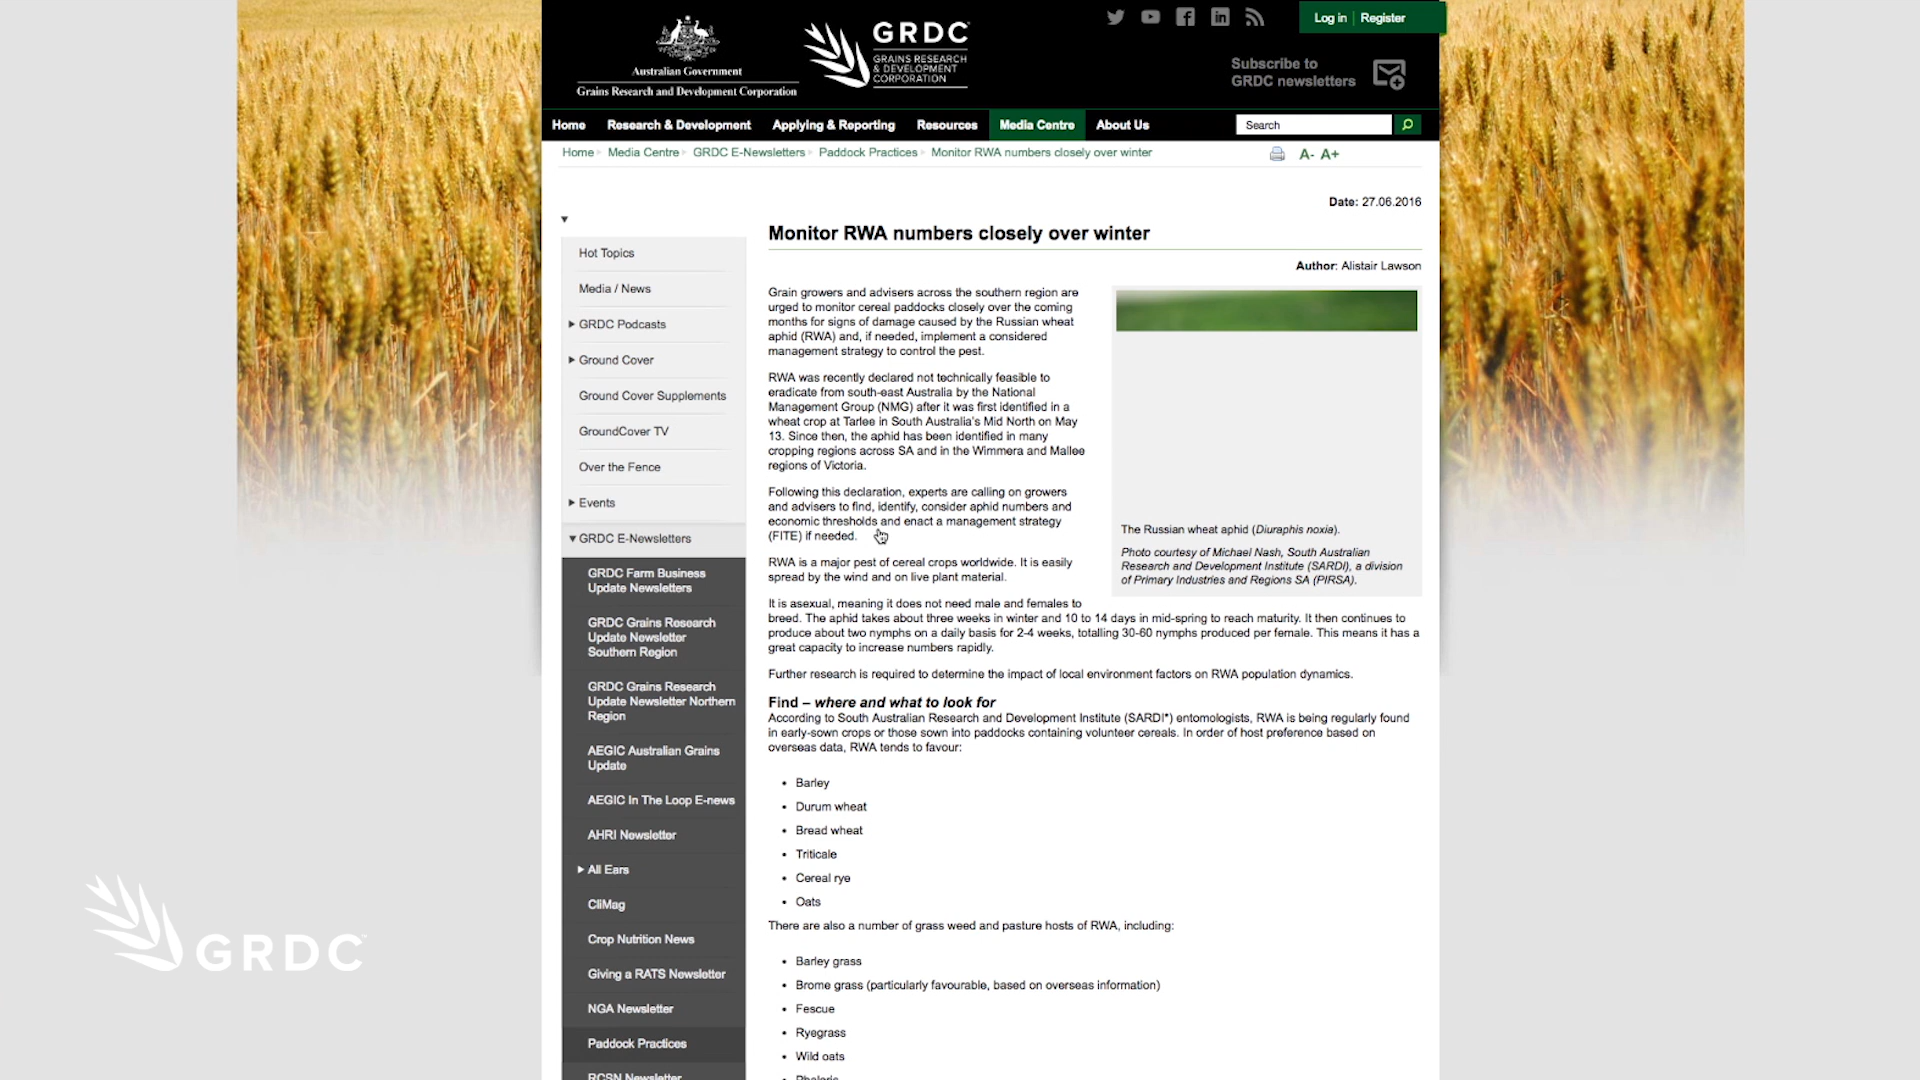 Australian Government
Grains Research and Development Corporation
GRDC
GRAINS RESEARCH
& DEVELOPMENT
CORPORATION
Log in | Register
Subscribe to
GRDC newsletters
Home Research & Development Applying & Reporting Resources Media Centre About Us Search
Home Media Centre GRDC E-Newsletters Paddock Practices Monitor RWA numbers closely over winter
A- A+
Date: 27.06.2016
Monitor RWA numbers closely over winter
Author: Alistair Lawson
Hot Topics
Media / News
GRDC Podcasts
Ground Cover
Ground Cover Supplements
GroundCover TV
Over the Fence
Events
GRDC E-Newsletters
GRDC Farm Business
Update Newsletters
GRDC Grains Research
Update Newsletter
Southern Region
GRDC Grains Research
Update Newsletter Northern
Region
AEGIC Australian Grains
Update
AEGIC In The Loop E-news
AHRI Newsletter
All Ears
CliMag
Crop Nutrition News
Giving a RATS Newsletter
NGA Newsletter
Paddock Practices
RCSN Newsletter
Grain growers and advisers across the southern region are
urged to monitor cereal paddocks closely over the coming
months for signs of damage caused by the Russian wheat
aphid (RWA) and, if needed, implement a considered
management strategy to control the pest.
RWA was recently declared not technically feasible to
eradicate from south-east Australia by the National
Management Group (NMG) after it was first identified in a
wheat crop at Tarlee in South Australia's Mid North on May
13. Since then, the aphid has been identified in many
cropping regions across SA and in the Wimmera and Mallee
regions of Victoria.
Following this declaration, experts are calling on growers
and advisers to find, identify, consider aphid numbers and
economic thresholds and enact a management strategy
(FITE) if needed.
RWA is a major pest of cereal crops worldwide. It is easily
spread by the wind and on live plant material.
The Russian wheat aphid (Diuraphis noxia).
Photo courtesy of Michael Nash, South Australian
Research and Development Institute (SARDI), a division
of Primary Industries and Regions SA (PIRSA).
It is asexual, meaning it does not need male and females to
breed. The aphid takes about three weeks in winter and 10 to 14 days in mid-spring to reach maturity. It then continues to
produce about two nymphs on a daily basis for 2-4 weeks, totalling 30-60 nymphs produced per female. This means it has a
great capacity to increase numbers rapidly.
Further research is required to determine the impact of local environment factors on RWA population dynamics.
Find – where and what to look for
According to South Australian Research and Development Institute (SARDI*) entomologists, RWA is being regularly found
in early-sown crops or those sown into paddocks containing volunteer cereals. In order of host preference based on
overseas data, RWA tends to favour:
• Barley
• Durum wheat
• Bread wheat
• Triticale
• Cereal rye
• Oats
There are also a number of grass weed and pasture hosts of RWA, including:
• Barley grass
• Brome grass (particularly favourable, based on overseas information)
• Fescue
• Ryegrass
• Wild oats
• Phalaris
GRDC™